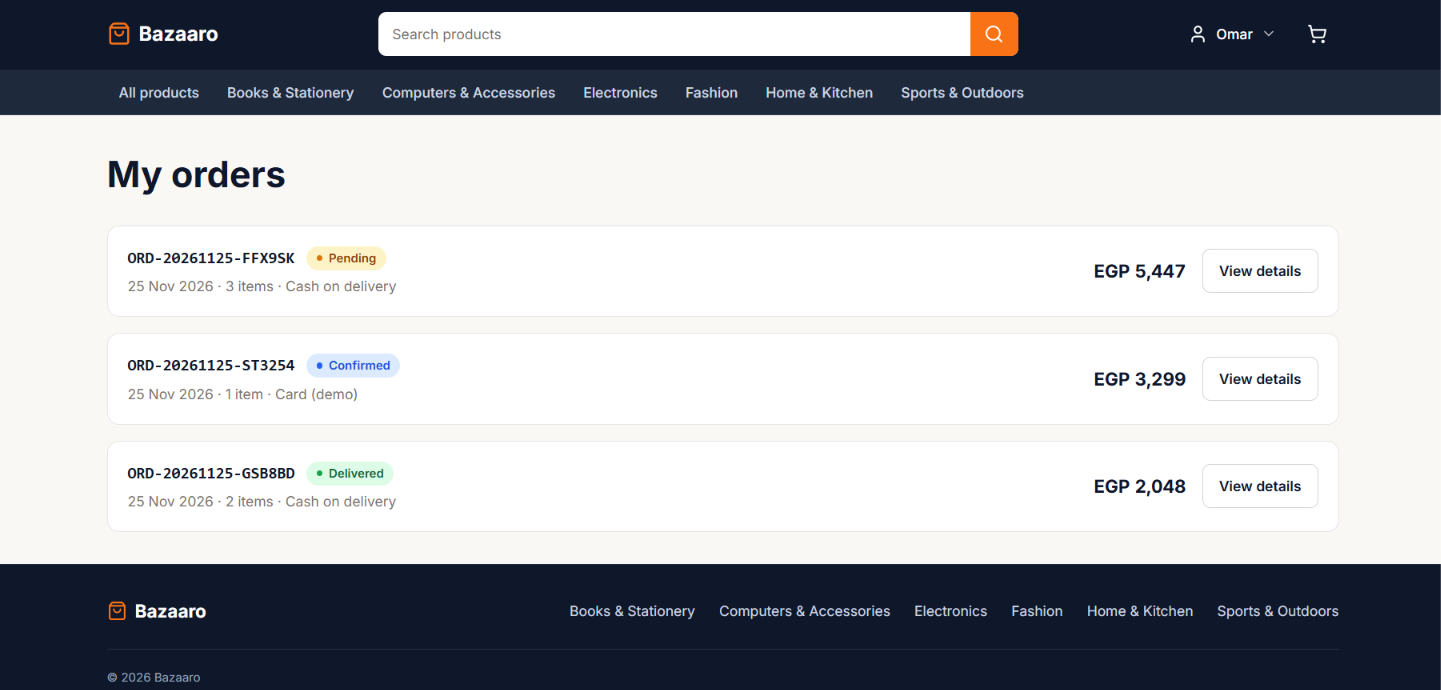 Bazaaro
Search products
Omar
All products Books & Stationery Computers & Accessories Electronics Fashion Home & Kitchen Sports & Outdoors
My orders
ORD-20261125-FFX9SK Pending
25 Nov 2026 · 3 items · Cash on delivery
EGP 5,447
View details
ORD-20261125-ST3254 Confirmed
25 Nov 2026 · 1 item · Card (demo)
EGP 3,299
View details
ORD-20261125-GSB8BD Delivered
25 Nov 2026 · 2 items · Cash on delivery
EGP 2,048
View details
Bazaaro
Books & Stationery Computers & Accessories Electronics Fashion Home & Kitchen Sports & Outdoors
© 2026 Bazaaro